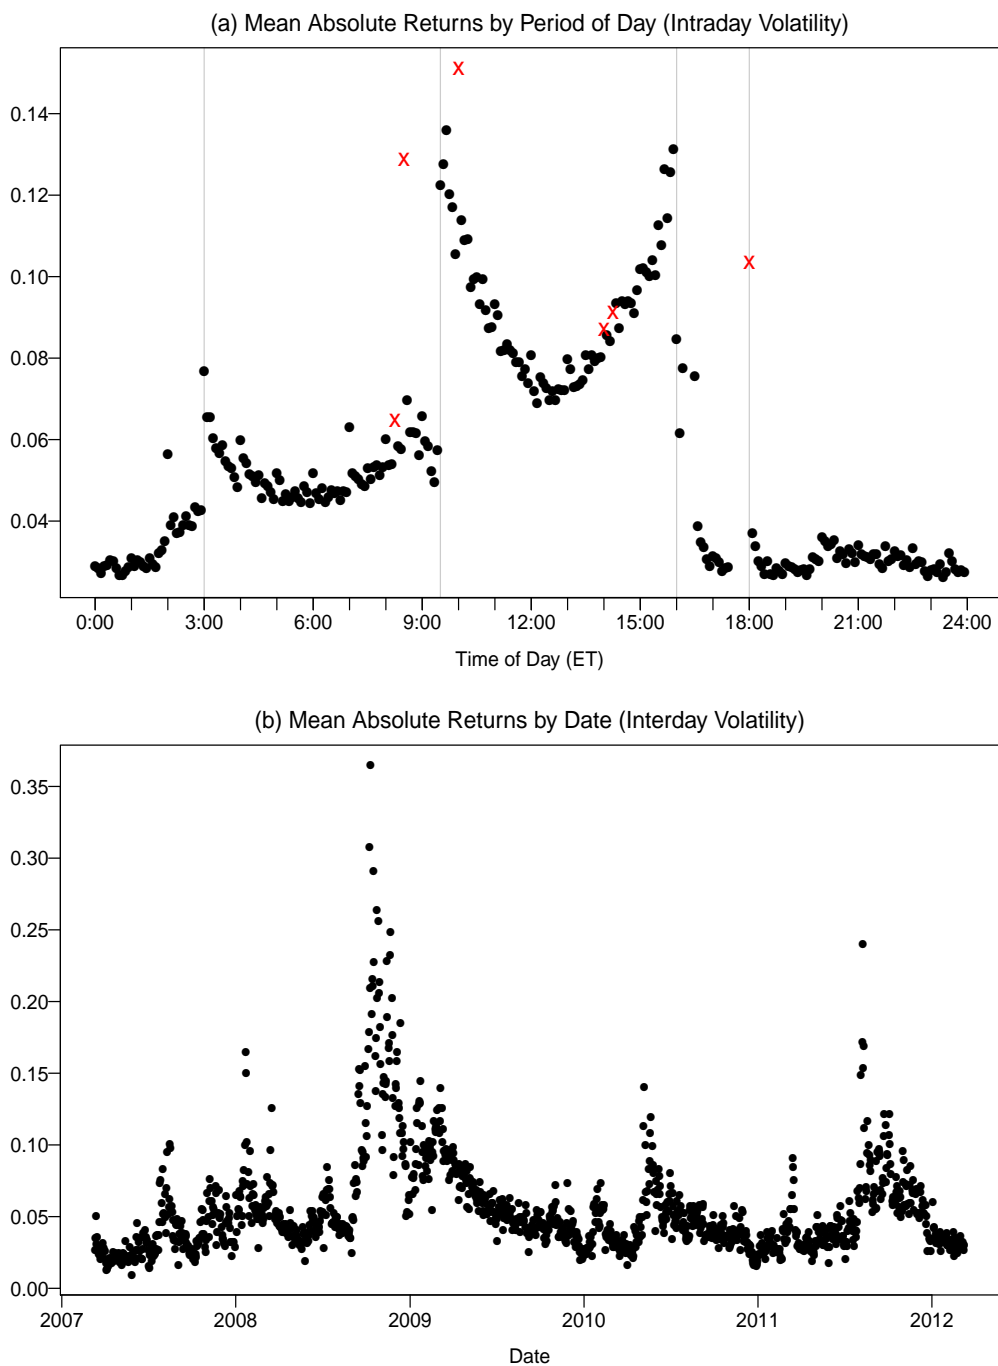 (a) Mean Absolute Returns by Period of Day (Intraday Volatility)
0.14
0.12
0.10
0.08
0.06
0.04
0:00 3:00 6:00 9:00 12:00 15:00 18:00 21:00 24:00
Time of Day (ET)
(b) Mean Absolute Returns by Date (Interday Volatility)
0.35
0.30
0.25
0.20
0.15
0.10
0.05
0.00
2007 2008 2009 2010 2011 2012
Date